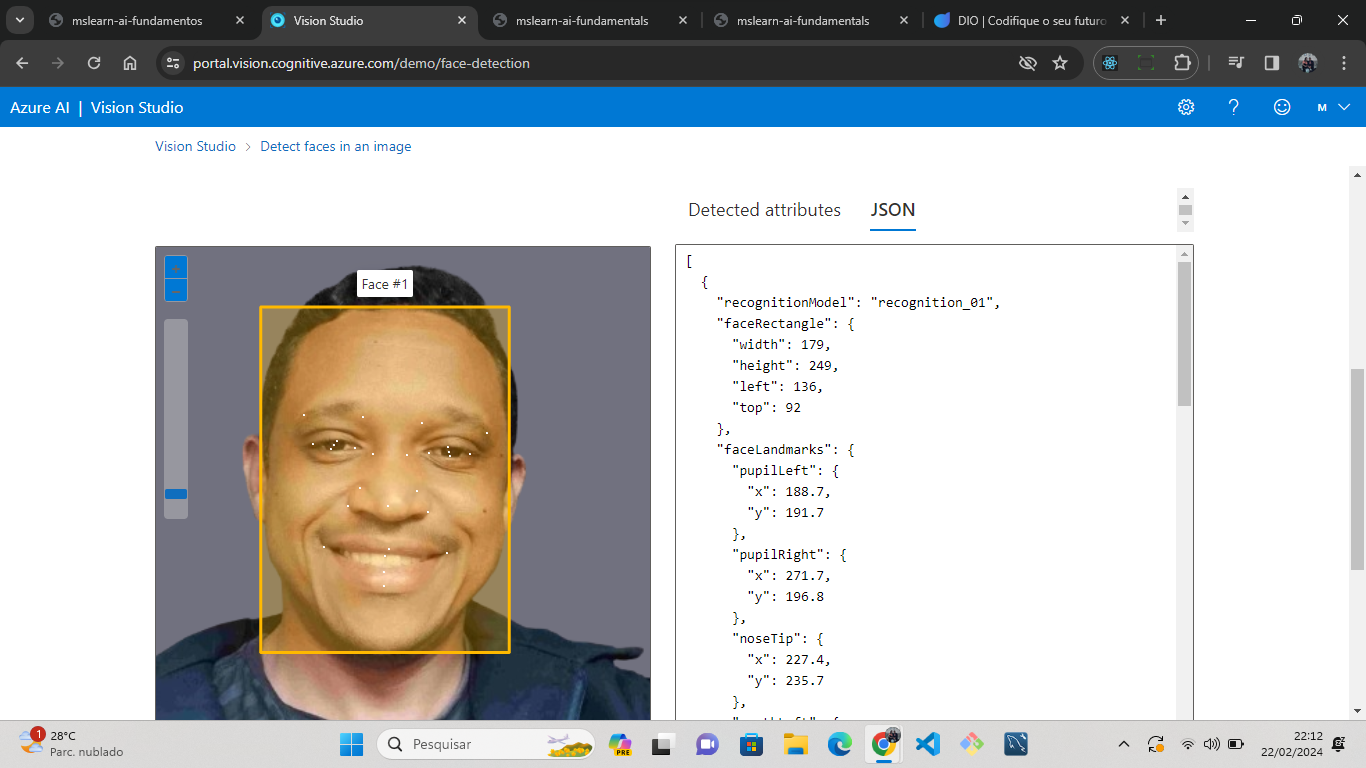 mslearn-ai-fundamentos
Vision Studio
mslearn-ai-fundamentals
mslearn-ai-fundamentals
DIO | Codifique o seu futuro
portal.vision.cognitive.azure.com/demo/face-detection
Azure AI | Vision Studio
M
Vision Studio > Detect faces in an image
Detected attributes
JSON
Face #1
[
{
"recognitionModel": "recognition_01",
"faceRectangle": {
"width": 179,
"height": 249,
"left": 136,
"top": 92
},
"faceLandmarks": {
"pupilLeft": {
"x": 188.7,
"y": 191.7
},
"pupilRight": {
"x": 271.7,
"y": 196.8
},
"noseTip": {
"x": 227.4,
"y": 235.7
},
1
28°C
Parc. nublado
Pesquisar
PRE
22:12
22/02/2024